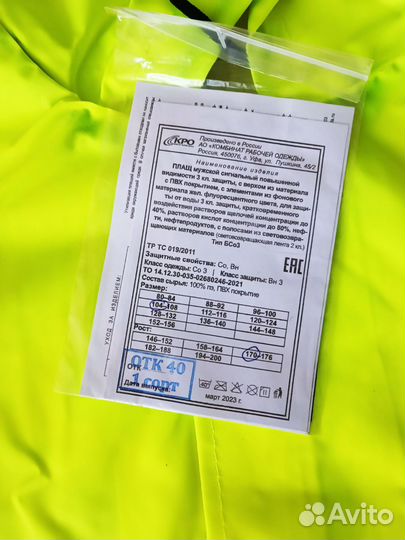 СКРО
Произведено в России
АО «КОМБИНАТ РАБОЧЕЙ ОДЕЖДЫ»
Россия, 450076, г. Уфа, ул. Пушкина, 45/2
Наименование изделия
ПЛАЩ мужской сигнальный повышенной
видимости 3 кл. защиты, с верхом из материала
с ПВХ покрытием, с элементами из фонового
материала жел. флуоресцентного цвета, для защи-
ты от воды 3 кл. защиты, кратковременного
воздействия растворов щелочей концентрации до
40%, растворов кислот концентрации до 80%, неф-
ти, нефтепродуктов, с полосами из световозвра-
щающих материалов (световозвращающая лента 2 кл.)
Тип БСо3
ТР ТС 019/2011
ЕАС
Защитные свойства: Со, Вн
Класс одежды: Со 3 Класс защиты: Вн 3
ТО 14.12.30-035-02680246-2021
Состав сырья: 100% пэ, ПВХ покрытие
80-84 88-92 96-100
104-108 112-116 120-124
128-132 136-140 144-148
152-156
Рост:
146-152 158-164 170-176
182-188 194-200
ОТК
ОТК 40
1 сорт
Дата выпуска:
март 2023 г.
УХОД ЗА ИЗДЕЛИЕМ:
Avito